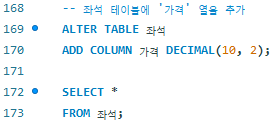 168 -- 좌석 테이블에 '가격' 열을 추가
169 ALTER TABLE 좌석
170 ADD COLUMN 가격 DECIMAL(10, 2);
171
172 SELECT *
173 FROM 좌석;